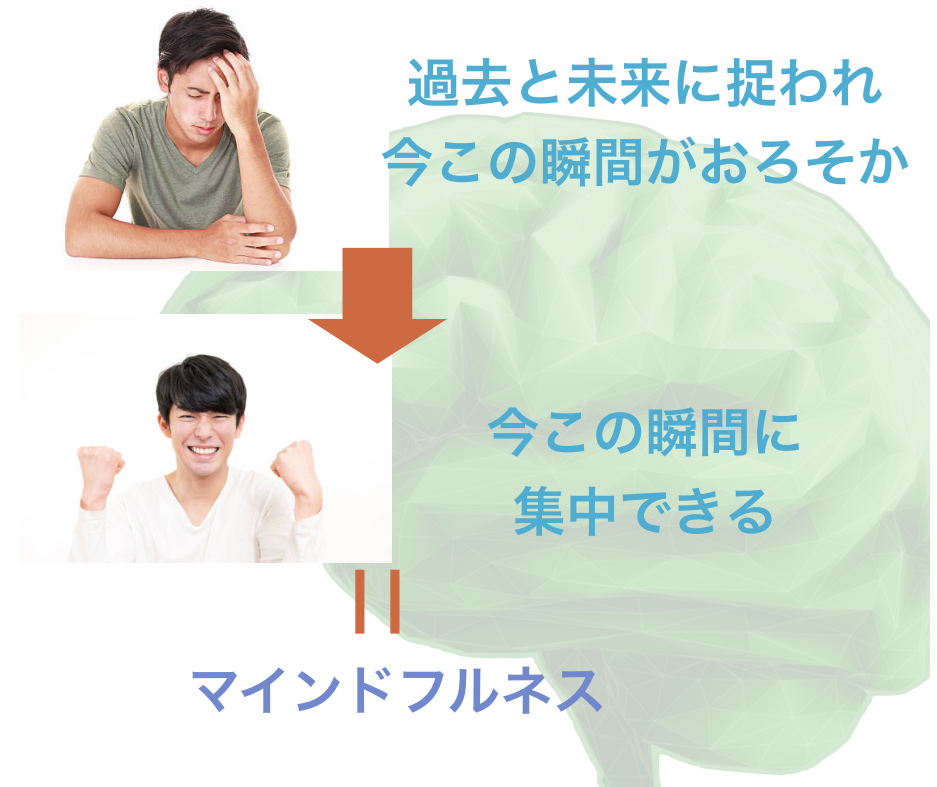 過去と未来に捉われ
今この瞬間がおろそか
今この瞬間に
集中できる
マインドフルネス